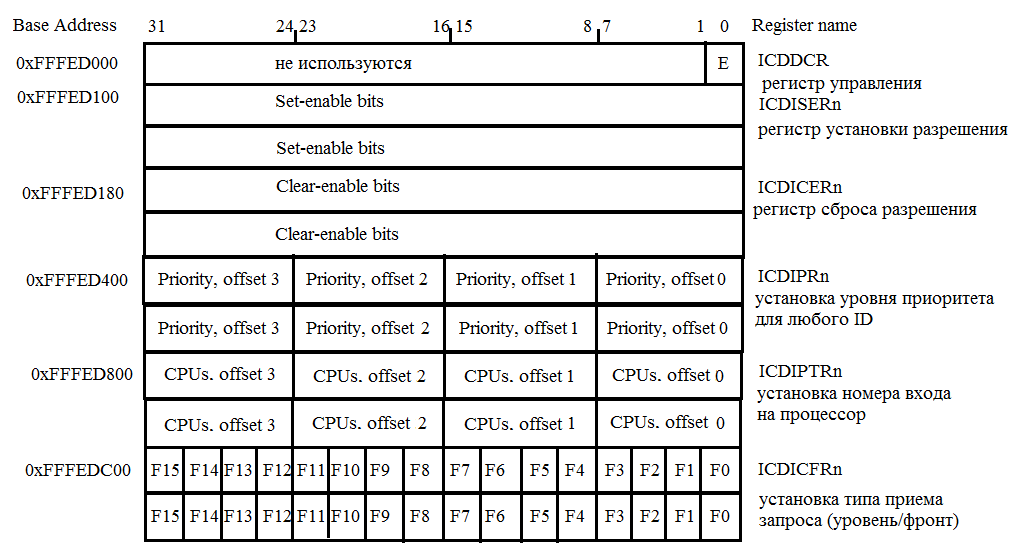 Base Address 31 24 23 16 15 8 7 1 0 Register name
0xFFFED000 не используются E ICDDCR
регистр управления
0xFFFED100 Set-enable bits ICDISERn
регистр установки разрешения
Set-enable bits
0xFFFED180 Clear-enable bits ICDICERn
регистр сброса разрешения
Clear-enable bits
0xFFFED400 Priority, offset 3 Priority, offset 2 Priority, offset 1 Priority, offset 0 ICDIPRn
установка уровня приоритета
для любого ID
Priority, offset 3 Priority, offset 2 Priority, offset 1 Priority, offset 0
0xFFFED800 CPUs. offset 3 CPUs. offset 2 CPUs. offset 1 CPUs. offset 0 ICDIPTRn
установка номера входа
на процессор
CPUs. offset 3 CPUs. offset 2 CPUs. offset 1 CPUs. offset 0
0xFFFEDC00 F15 F14 F13 F12 F11 F10 F9 F8 F7 F6 F5 F4 F3 F2 F1 F0 ICDICFRn
установка типа приема
запроса (уровень/фронт)
F15 F14 F13 F12 F11 F10 F9 F8 F7 F6 F5 F4 F3 F2 F1 F0